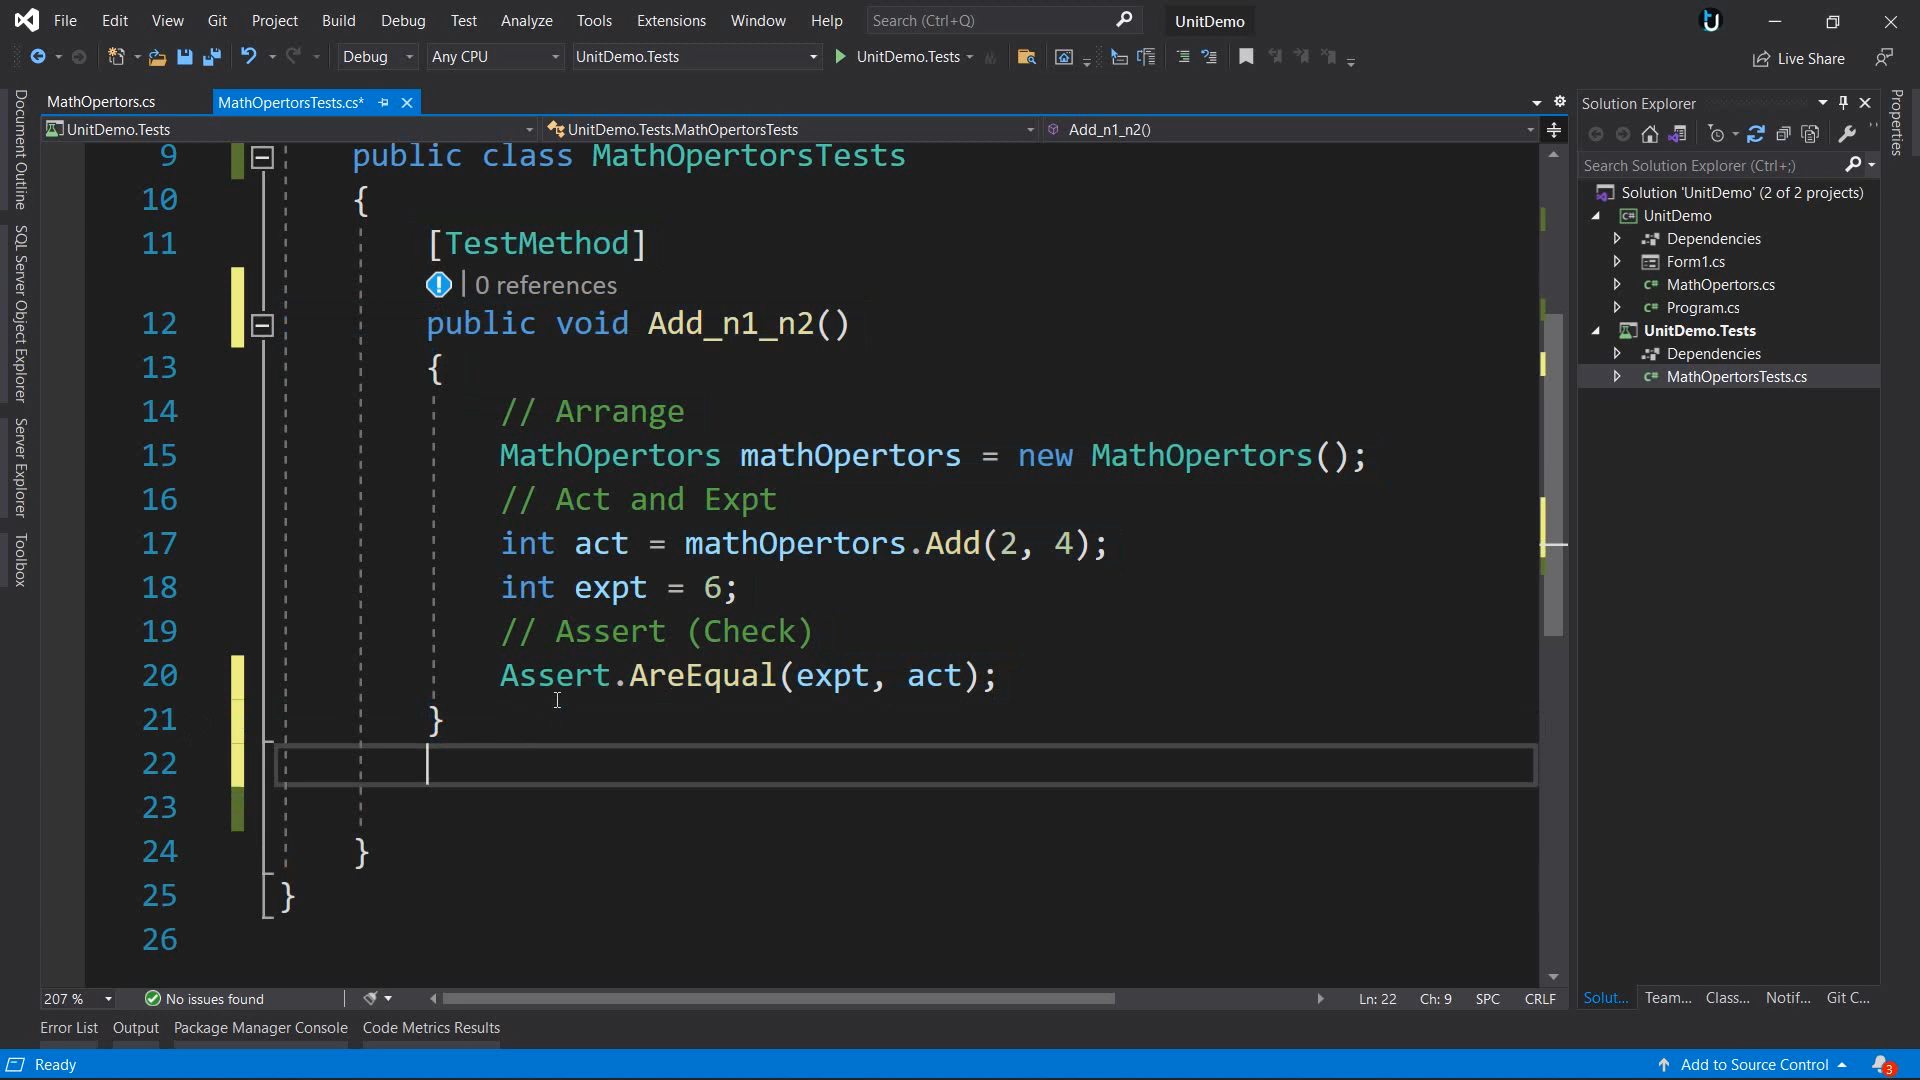 File Edit View Git Project Build Debug Test Analyze Tools Extensions Window Help Search (Ctrl+Q) UnitDemo
Debug Any CPU UnitDemo.Tests UnitDemo.Tests Live Share
MathOpertors.cs MathOpertorsTests.cs*
UnitDemo.Tests UnitDemo.Tests.MathOpertorsTests Add_n1_n2()
Document Outline
SQL Server Object Explorer
Server Explorer
Toolbox
9 public class MathOpertorsTests
10 {
11 [TestMethod]
0 references
12 public void Add_n1_n2()
13 {
14 // Arrange
15 MathOpertors mathOpertors = new MathOpertors();
16 // Act and Expt
17 int act = mathOpertors.Add(2, 4);
18 int expt = 6;
19 // Assert (Check)
20 Assert.AreEqual(expt, act);
21 }
22
23
24 }
25 }
26
207 % No issues found Ln: 22 Ch: 9 SPC CRLF
Solution Explorer
Search Solution Explorer (Ctrl+;)
Solution 'UnitDemo' (2 of 2 projects)
UnitDemo
Dependencies
Form1.cs
MathOpertors.cs
Program.cs
UnitDemo.Tests
Dependencies
MathOpertorsTests.cs
Solut... Team... Class... Notif... Git C...
Properties
Error List Output Package Manager Console Code Metrics Results
Ready Add to Source Control 3